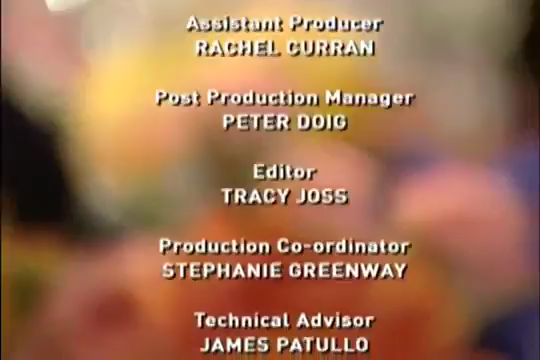 Assistant Producer
RACHEL CURRAN
Post Production Manager
PETER DOIG
Editor
TRACY JOSS
Production Co-ordinator
STEPHANIE GREENWAY
Technical Advisor
JAMES PATULLO